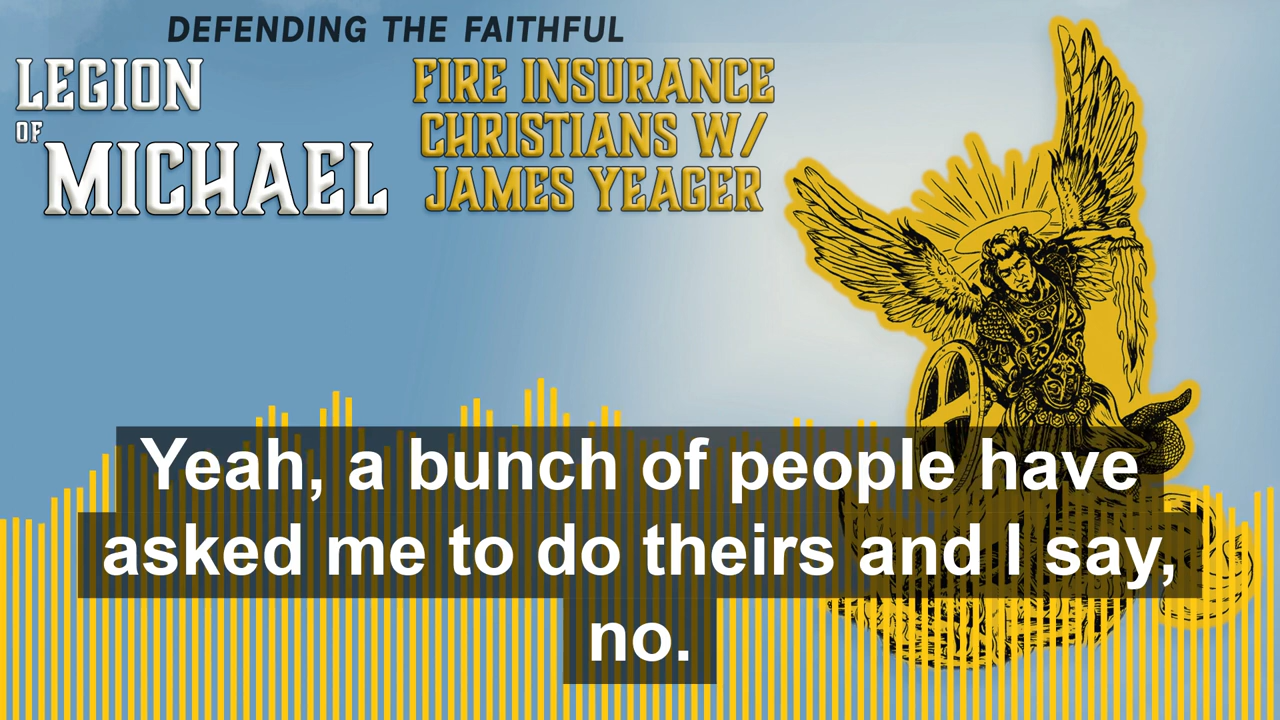 DEFENDING THE FAITHFUL
LEGION
OF
MICHAEL
FIRE INSURANCE
CHRISTIANS W/
JAMES YEAGER
Yeah, a bunch of people have
asked me to do theirs and I say,
no.